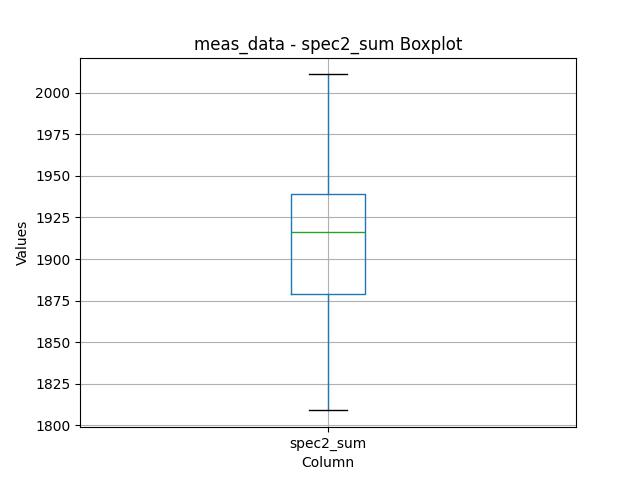 meas_data - spec2_sum Boxplot
2000
1975
1950
1925
1900
1875
1850
1825
1800
Values
spec2_sum
Column